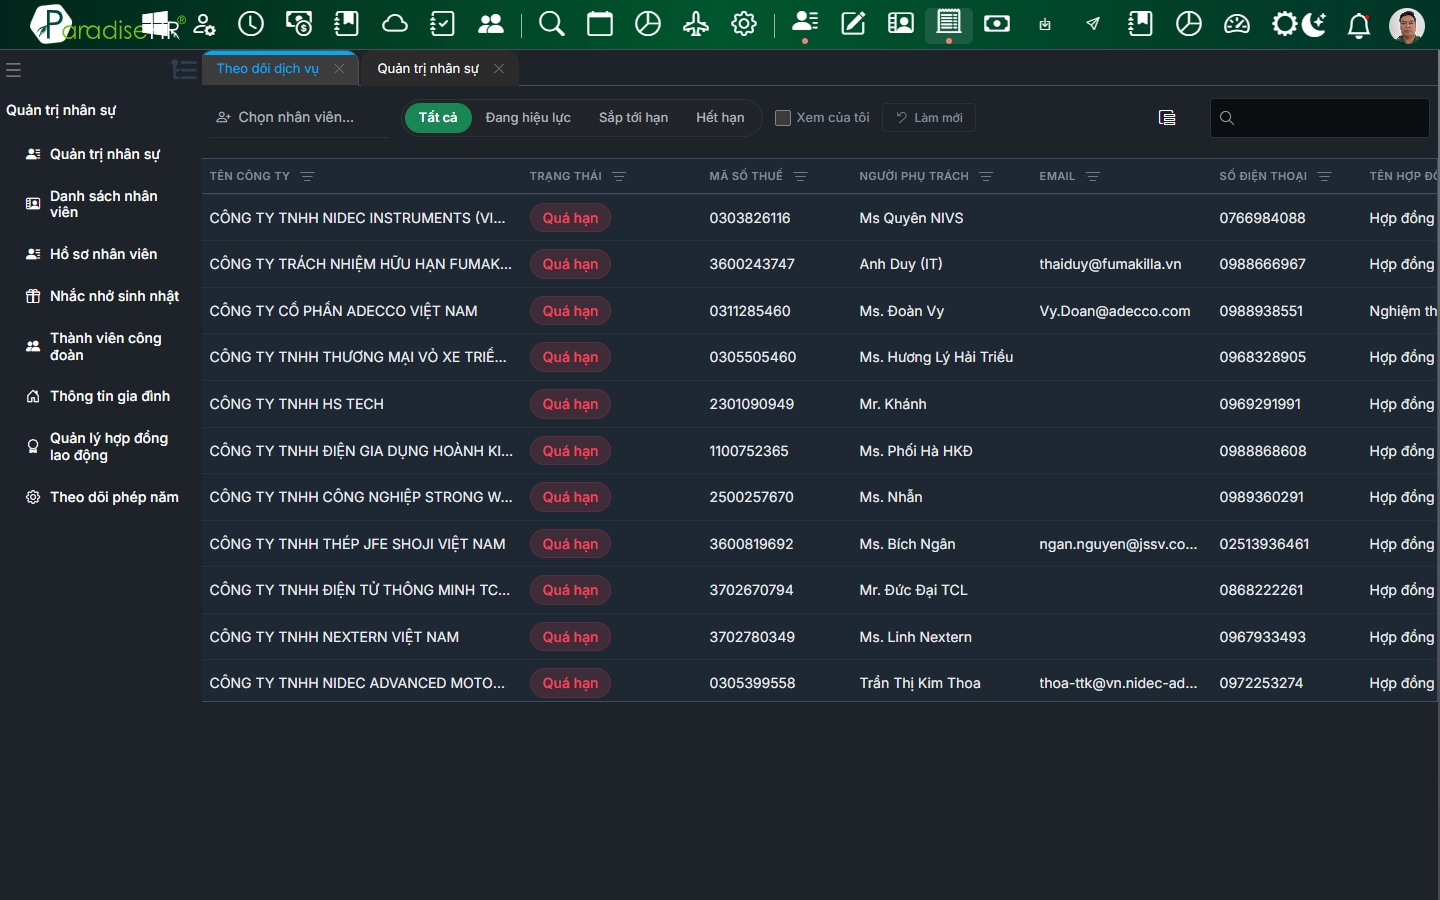 ParadiseHR®
Theo dõi dịch vụ
Quản trị nhân sự
Quản trị nhân sự
Quản trị nhân sự
Danh sách nhân
viên
Hồ sơ nhân viên
Nhắc nhở sinh nhật
Thành viên công
đoàn
Thông tin gia đình
Quản lý hợp đồng
lao động
Theo dõi phép năm
Chọn nhân viên... Tất cả Đang hiệu lực Sắp tới hạn Hết hạn Xem của tôi Làm mới
TÊN CÔNG TY TRẠNG THÁI MÃ SỐ THUẾ NGƯỜI PHỤ TRÁCH EMAIL SỐ ĐIỆN THOẠI TÊN HỢP ĐỒ
CÔNG TY TNHH NIDEC INSTRUMENTS (VI... Quá hạn 0303826116 Ms Quyên NIVS 0766984088 Hợp đồng
CÔNG TY TRÁCH NHIỆM HỮU HẠN FUMAK... Quá hạn 3600243747 Anh Duy (IT) thaiduy@fumakilla.vn 0988666967 Hợp đồng
CÔNG TY CỔ PHẦN ADECCO VIỆT NAM Quá hạn 0311285460 Ms. Đoàn Vy Vy.Doan@adecco.com 0988938551 Nghiệm th
CÔNG TY TNHH THƯƠNG MẠI VỎ XE TRIỀ... Quá hạn 0305505460 Ms. Hương Lý Hải Triều 0968328905 Hợp đồng
CÔNG TY TNHH HS TECH Quá hạn 2301090949 Mr. Khánh 0969291991 Hợp đồng
CÔNG TY TNHH ĐIỆN GIA DỤNG HOÀNH KI... Quá hạn 1100752365 Ms. Phối Hà HKĐ 0988868608 Hợp đồng
CÔNG TY TNHH CÔNG NGHIỆP STRONG W... Quá hạn 2500257670 Ms. Nhẫn 0989360291 Hợp đồng
CÔNG TY TNHH THÉP JFE SHOJI VIỆT NAM Quá hạn 3600819692 Ms. Bích Ngân ngan.nguyen@jssv.co... 02513936461 Hợp đồng
CÔNG TY TNHH ĐIỆN TỬ THÔNG MINH TC... Quá hạn 3702670794 Mr. Đức Đại TCL 0868222261 Hợp đồng
CÔNG TY TNHH NEXTERN VIỆT NAM Quá hạn 3702780349 Ms. Linh Nextern 0967933493 Hợp đồng
CÔNG TY TNHH NIDEC ADVANCED MOTO... Quá hạn 0305399558 Trần Thị Kim Thoa thoa-ttk@vn.nidec-ad... 0972253274 Hợp đồng